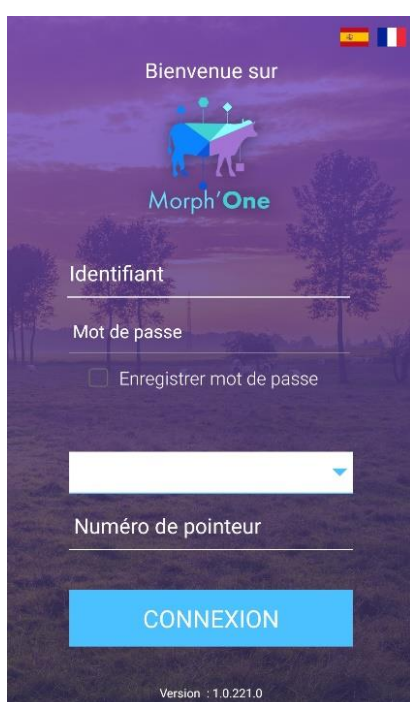 Bienvenue sur
Morph'One
Identifiant
Mot de passe
Enregistrer mot de passe
Numéro de pointeur
CONNEXION
Version : 1.0.221.0